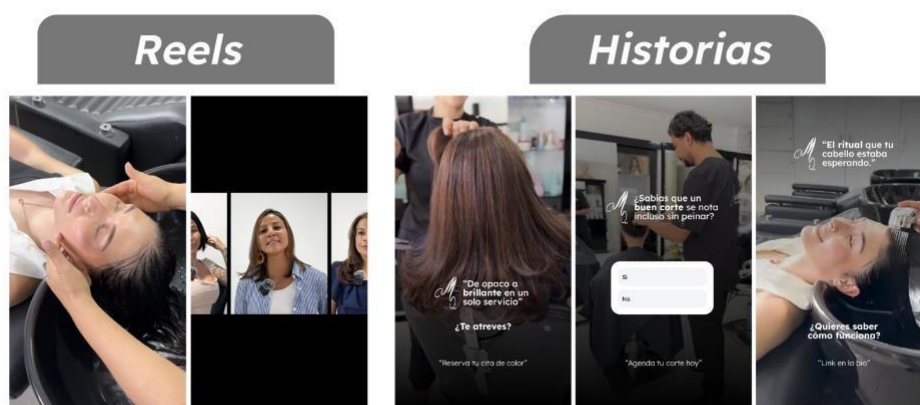 Reels
Historias
"De opaco a
brillante en un
solo servicio"
¿Te atreves?
"Reserva tu cita de color"
¿Sabías que un
buen corte se nota
incluso sin peinar?
Si
No
"Agenda tu corte hoy"
"El ritual que tu
cabello estaba
esperando."
¿Quieres saber
cómo funciona?
"Link en la bio"